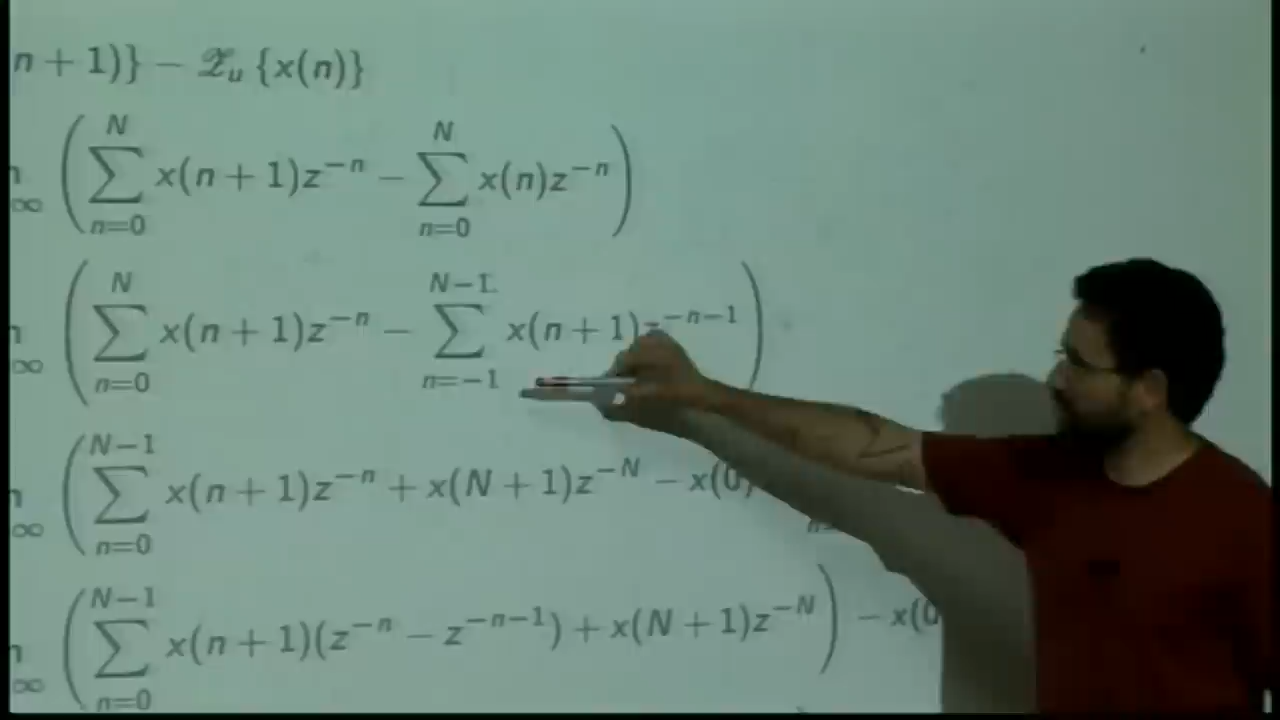 n + 1)} − 𝒵ᵤ {x(n)}
( ∑_{n=0}^{N} x(n + 1)z^{−n} − ∑_{n=0}^{N} x(n)z^{−n} )
∞
( ∑_{n=0}^{N} x(n + 1)z^{−n} − ∑_{n=−1}^{N−1} x(n + 1)z^{−n−1} )
∞
( ∑_{n=0}^{N−1} x(n + 1)z^{−n} + x(N + 1)z^{−N} − x(0)
∞
( ∑_{n=0}^{N−1} x(n + 1)(z^{−n} − z^{−n−1}) + x(N + 1)z^{−N} ) − x(0
∞